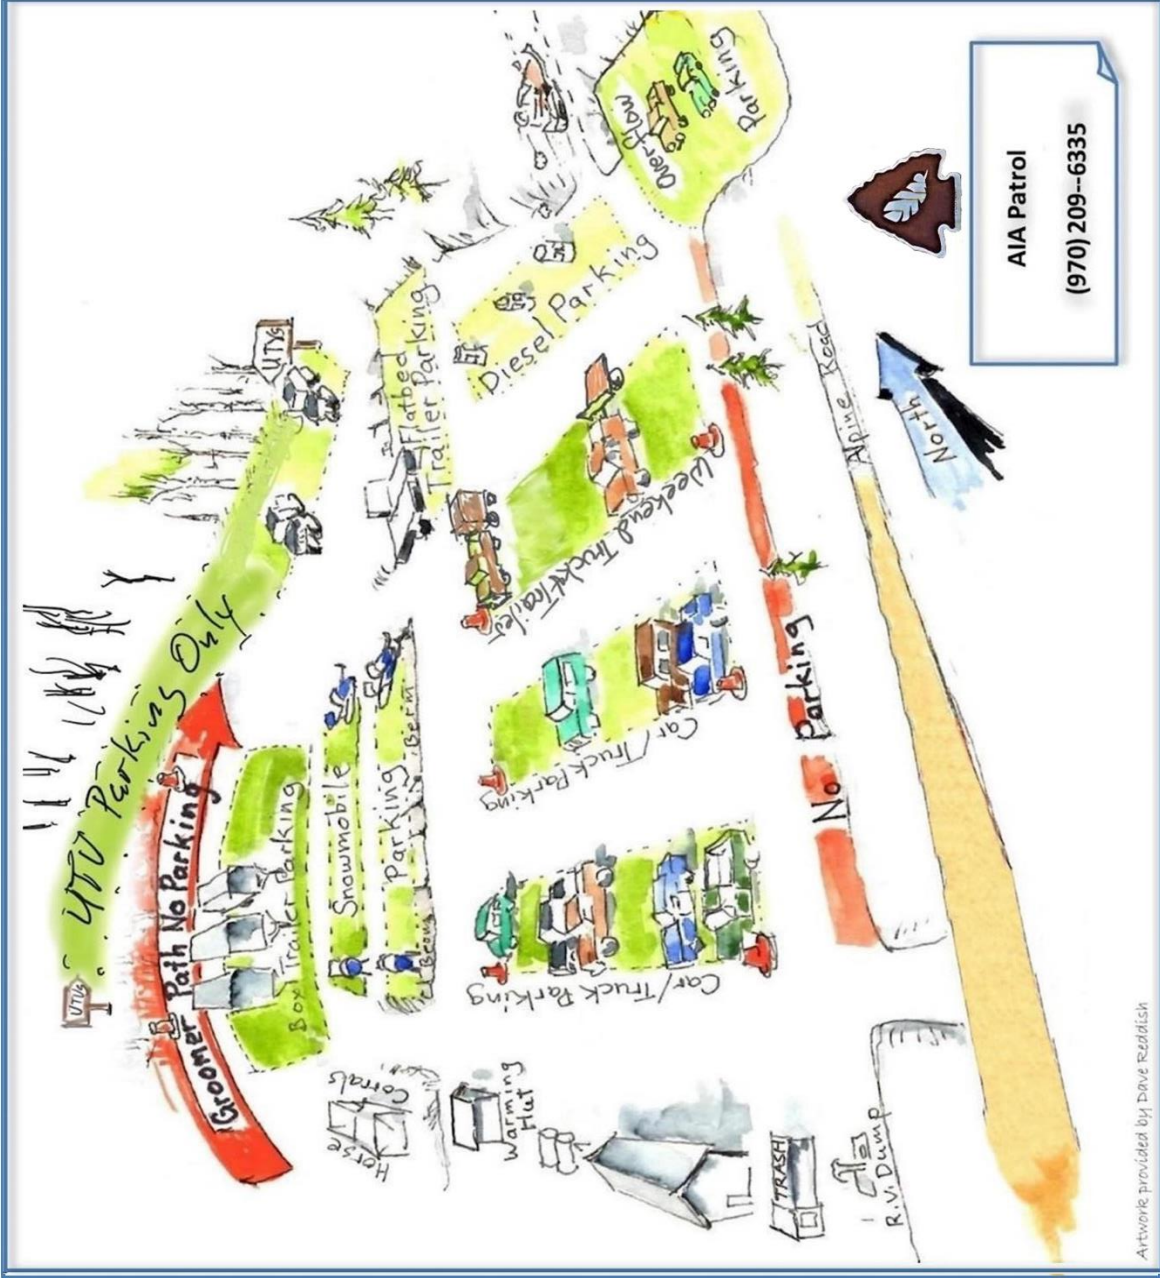 UTVs
UTV Parking Only
UTVs
Groomer Path No Parking
Box Trailer Parking
Snowmobile
Parking
Berm
Berm
Flatbed
Trailer Parking
Horse
Corrals
Warming
Hut
Car/Truck Parking
Car/Truck Parking
Weekend Truck&Trailer
Diesel Parking
Overflow
Parking
TRASH
R.V. Dump
No Parking
Alpine Road
North
AIA Patrol
(970) 209--6335
Artwork provided by Dave Reddish